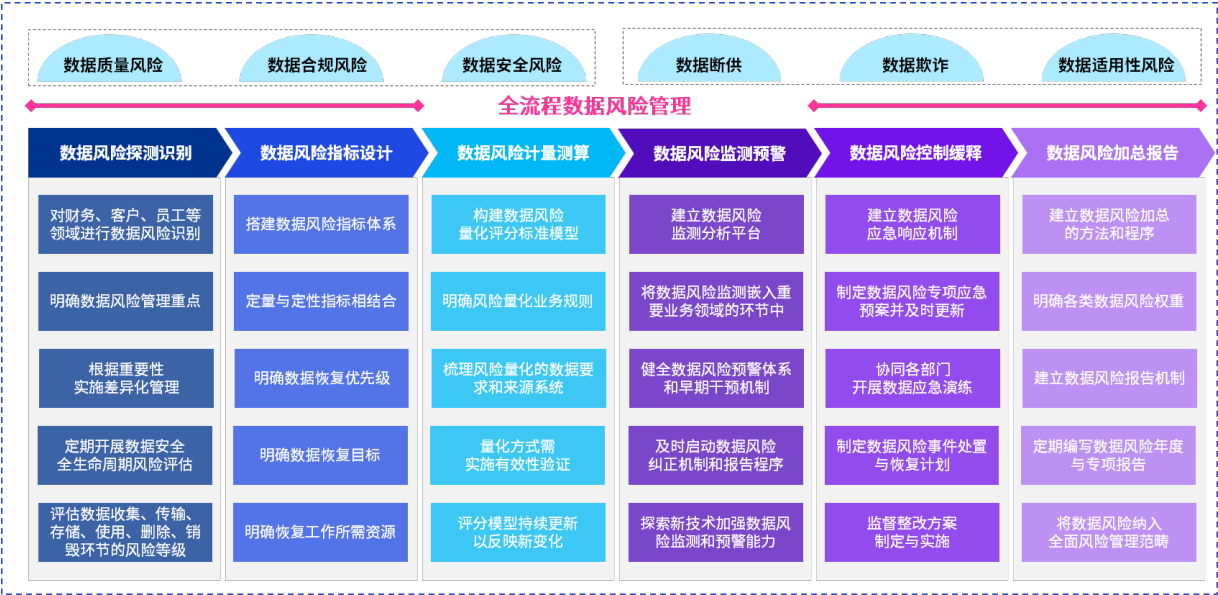 数据质量风险
数据合规风险
数据安全风险
数据断供
数据欺诈
数据适用性风险
全流程数据风险管理
数据风险探测识别
数据风险指标设计
数据风险计量测算
数据风险监测预警
数据风险控制缓释
数据风险加总报告
对财务、客户、员工等
领域进行数据风险识别
明确数据风险管理重点
根据重要性
实施差异化管理
定期开展数据安全
全生命周期风险评估
评估数据收集、传输、
存储、使用、删除、销
毁环节的风险等级
搭建数据风险指标体系
定量与定性指标相结合
明确数据恢复优先级
明确数据恢复目标
明确恢复工作所需资源
构建数据风险
量化评分标准模型
明确风险量化业务规则
梳理风险量化的数据要
求和来源系统
量化方式需
实施有效性验证
评分模型持续更新
以反映新变化
建立数据风险
监测分析平台
将数据风险监测嵌入重
要业务领域的环节中
健全数据风险预警体系
和早期干预机制
及时启动数据风险
纠正机制和报告程序
探索新技术加强数据风
险监测和预警能力
建立数据风险
应急响应机制
制定数据风险专项应急
预案并及时更新
协同各部门
开展数据应急演练
制定数据风险事件处置
与恢复计划
监督整改方案
制定与实施
建立数据风险加总
的方法和程序
明确各类数据风险权重
建立数据风险报告机制
定期编写数据风险年度
与专项报告
将数据风险纳入
全面风险管理范畴